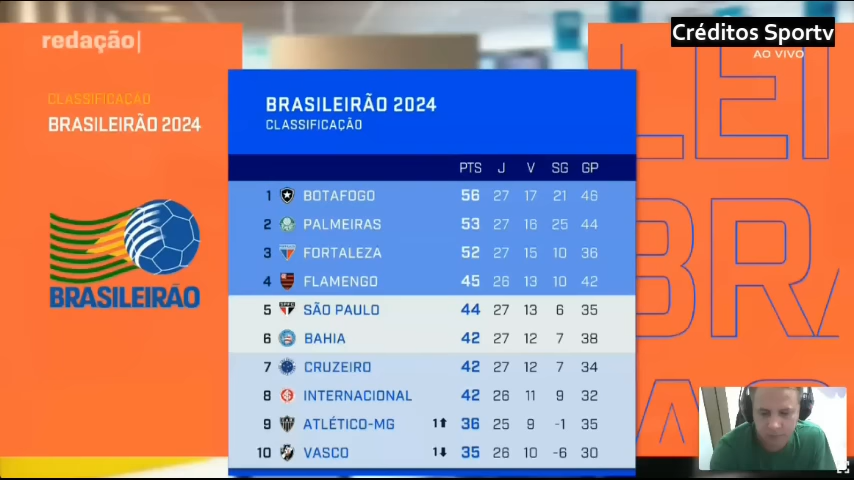 redação|
Créditos Sportv
AO VIVO
CLASSIFICAÇÃO
BRASILEIRÃO 2024
BRASILEIRÃO
BRASILEIRÃO 2024
CLASSIFICAÇÃO
PTS J V SG GP
1 BOTAFOGO 56 27 17 21 46
2 PALMEIRAS 53 27 16 25 44
3 FORTALEZA 52 27 15 10 36
4 FLAMENGO 45 26 13 10 42
5 SÃO PAULO 44 27 13 6 35
6 BAHIA 42 27 12 7 38
7 CRUZEIRO 42 27 12 7 34
8 INTERNACIONAL 42 26 11 9 32
9 ATLÉTICO-MG 1 36 25 9 -1 35
10 VASCO 1 35 26 10 -6 30
LEI
BRA